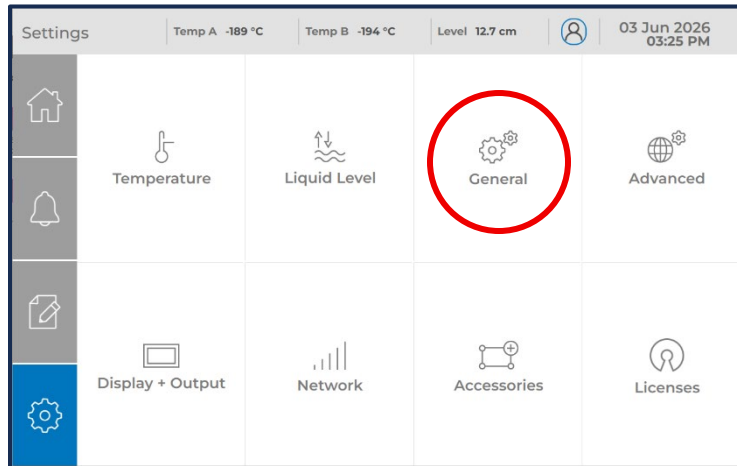 Settings Temp A -189 °C Temp B -194 °C Level 12.7 cm 03 Jun 2026
03:25 PM
Temperature Liquid Level General Advanced
Display + Output Network Accessories Licenses